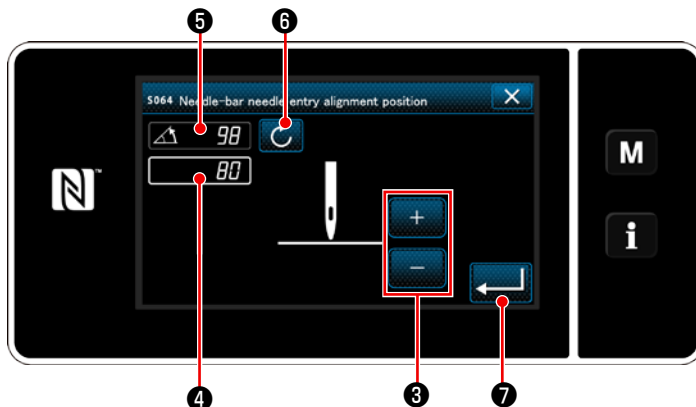 ❺ ❻
S064 Needle-bar needle entry alignment position
98
80
M
i
+
−
❹ ❸ ❼